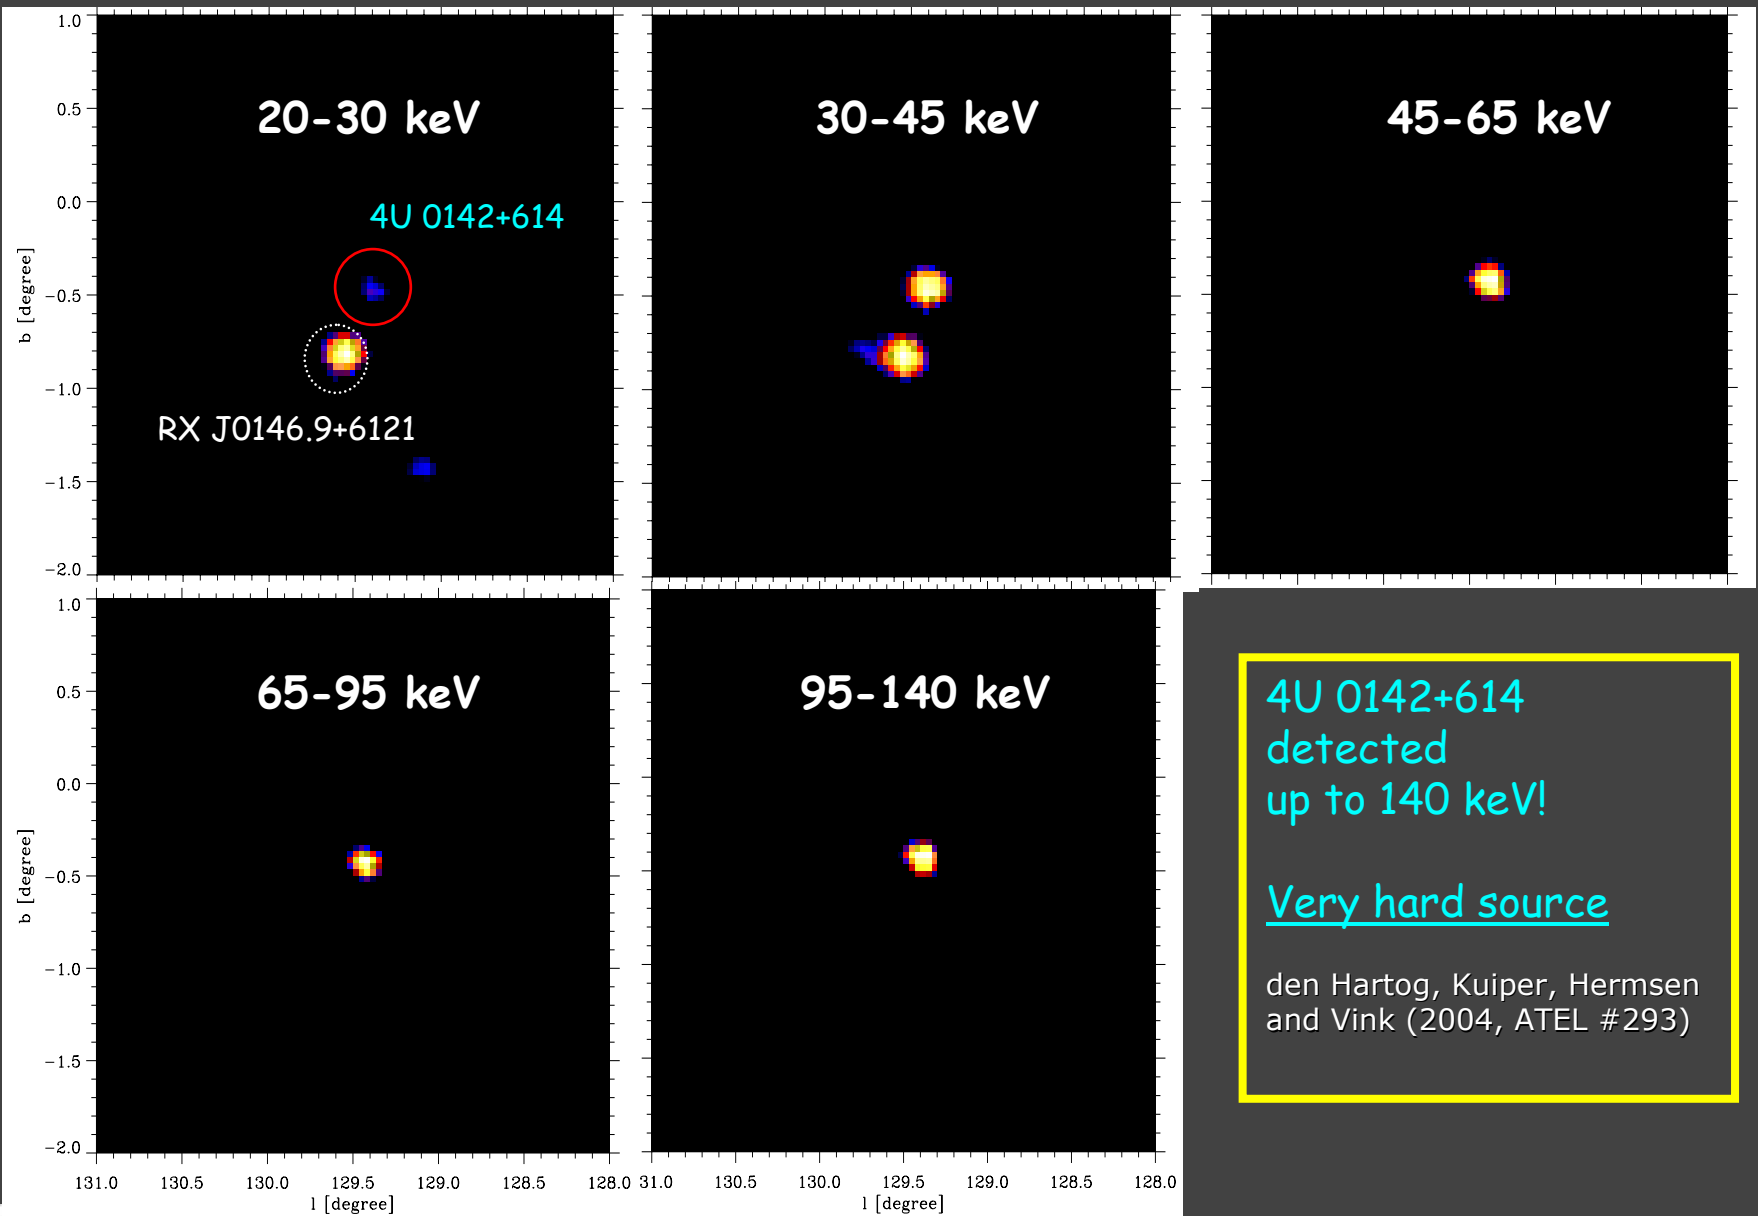 1.0
0.5
0.0
-0.5
-1.0
-1.5
-2.0
b [degree]
20-30 keV
4U 0142+614
RX J0146.9+6121
30-45 keV
45-65 keV
1.0
0.5
0.0
-0.5
-1.0
-1.5
-2.0
b [degree]
65-95 keV
131.0 130.5 130.0 129.5 129.0 128.5 128.0
l [degree]
95-140 keV
31.0 130.5 130.0 129.5 129.0 128.5 128.0
l [degree]
4U 0142+614
detected
up to 140 keV!
Very hard source
den Hartog, Kuiper, Hermsen
and Vink (2004, ATEL #293)